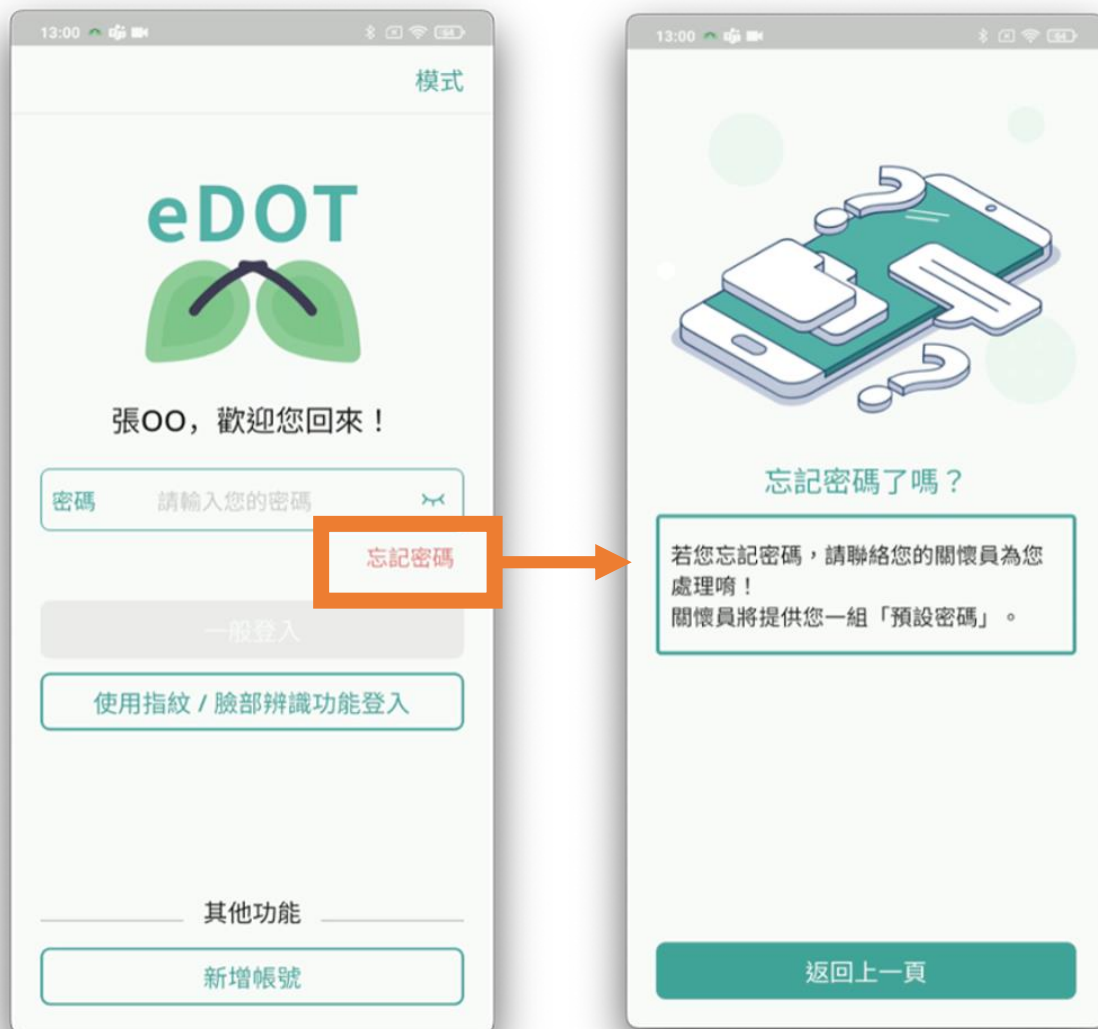 13:00
64
模式
eDOT
張OO，歡迎您回來！
密碼 請輸入您的密碼
忘記密碼
一般登入
使用指紋 / 臉部辨識功能登入
其他功能
新增帳號
13:00
64
忘記密碼了嗎？
若您忘記密碼，請聯絡您的關懷員為您
處理唷！
關懷員將提供您一組「預設密碼」。
返回上一頁